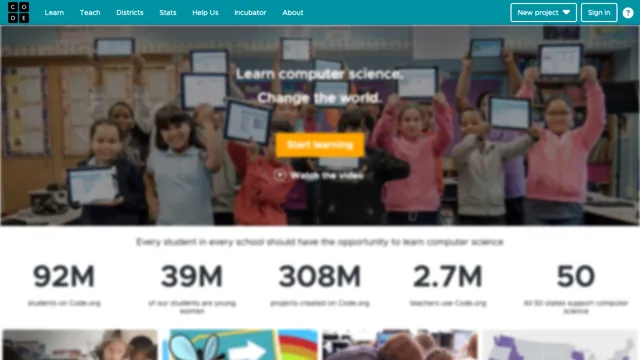 C O
D E
Learn Teach Districts Stats Help Us Incubator About
New project Sign in ?
Learn computer science.
Change the world.
Start learning
Watch the video
Every student in every school should have the opportunity to learn computer science
92M 39M 308M 2.7M 50
students on Code.org of our students are young women projects created on Code.org teachers use Code.org All 50 states support computer science